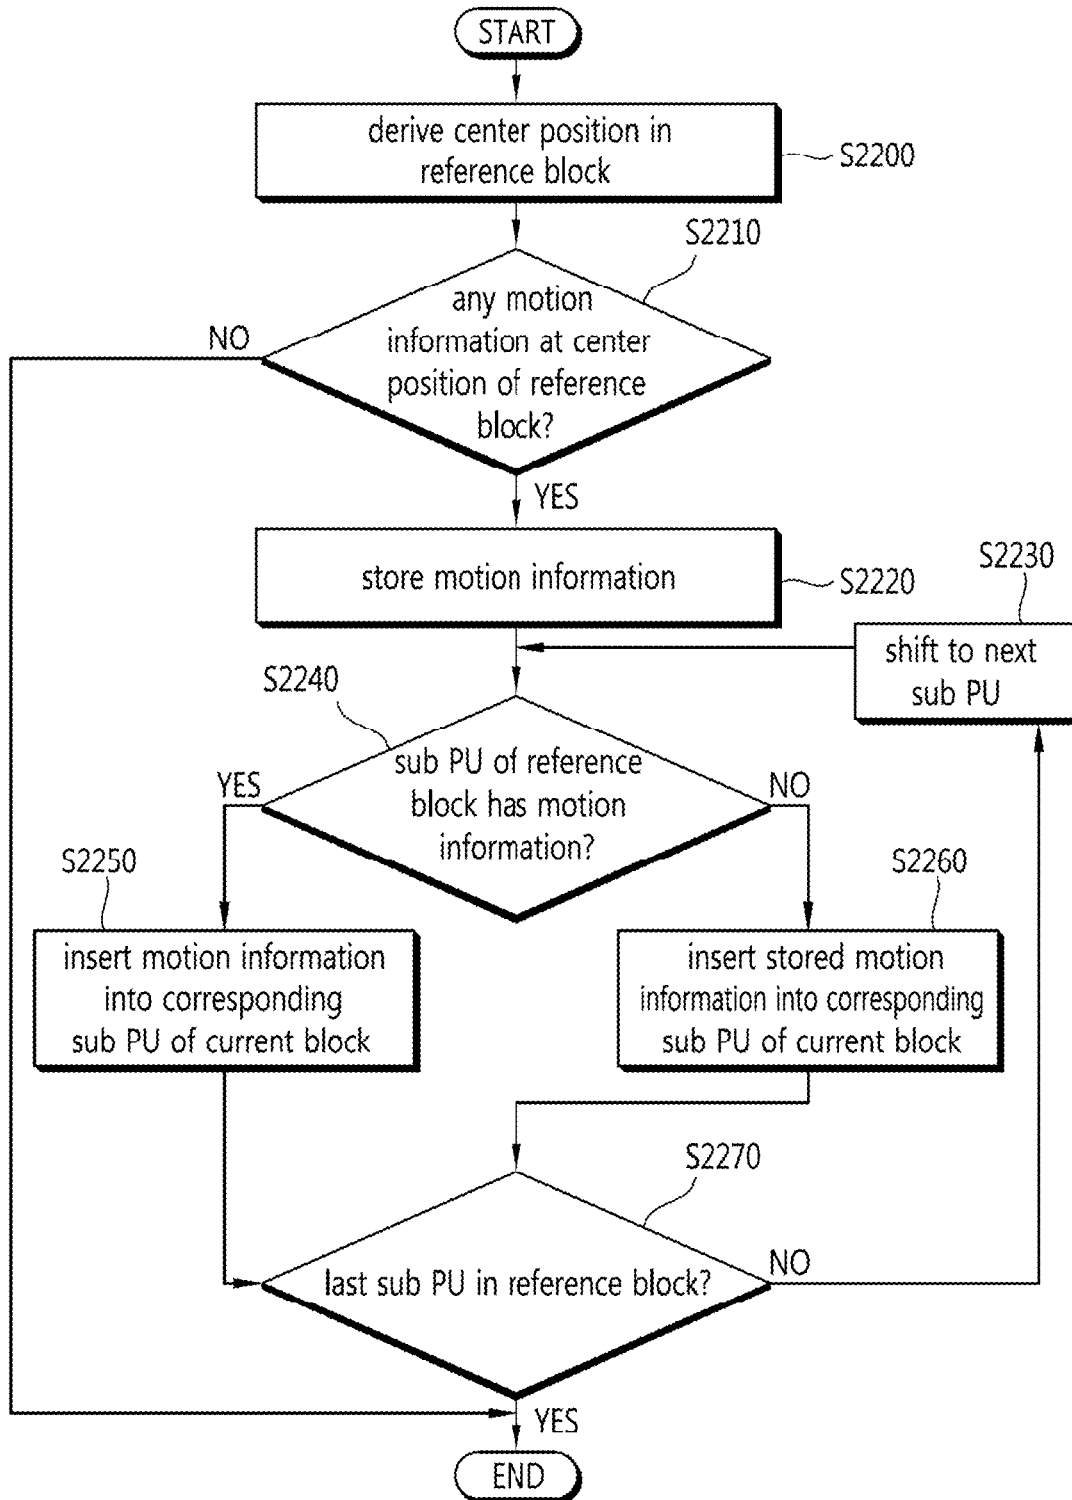 START
derive center position in
reference block
S2200
S2210
any motion
information at center
position of reference
block?
NO
YES
store motion information
S2220
S2230
shift to next
sub PU
S2240
sub PU of reference
block has motion
information?
YES
NO
S2250
insert motion information
into corresponding
sub PU of current block
S2260
insert stored motion
information into corresponding
sub PU of current block
S2270
last sub PU in reference block?
NO
YES
END